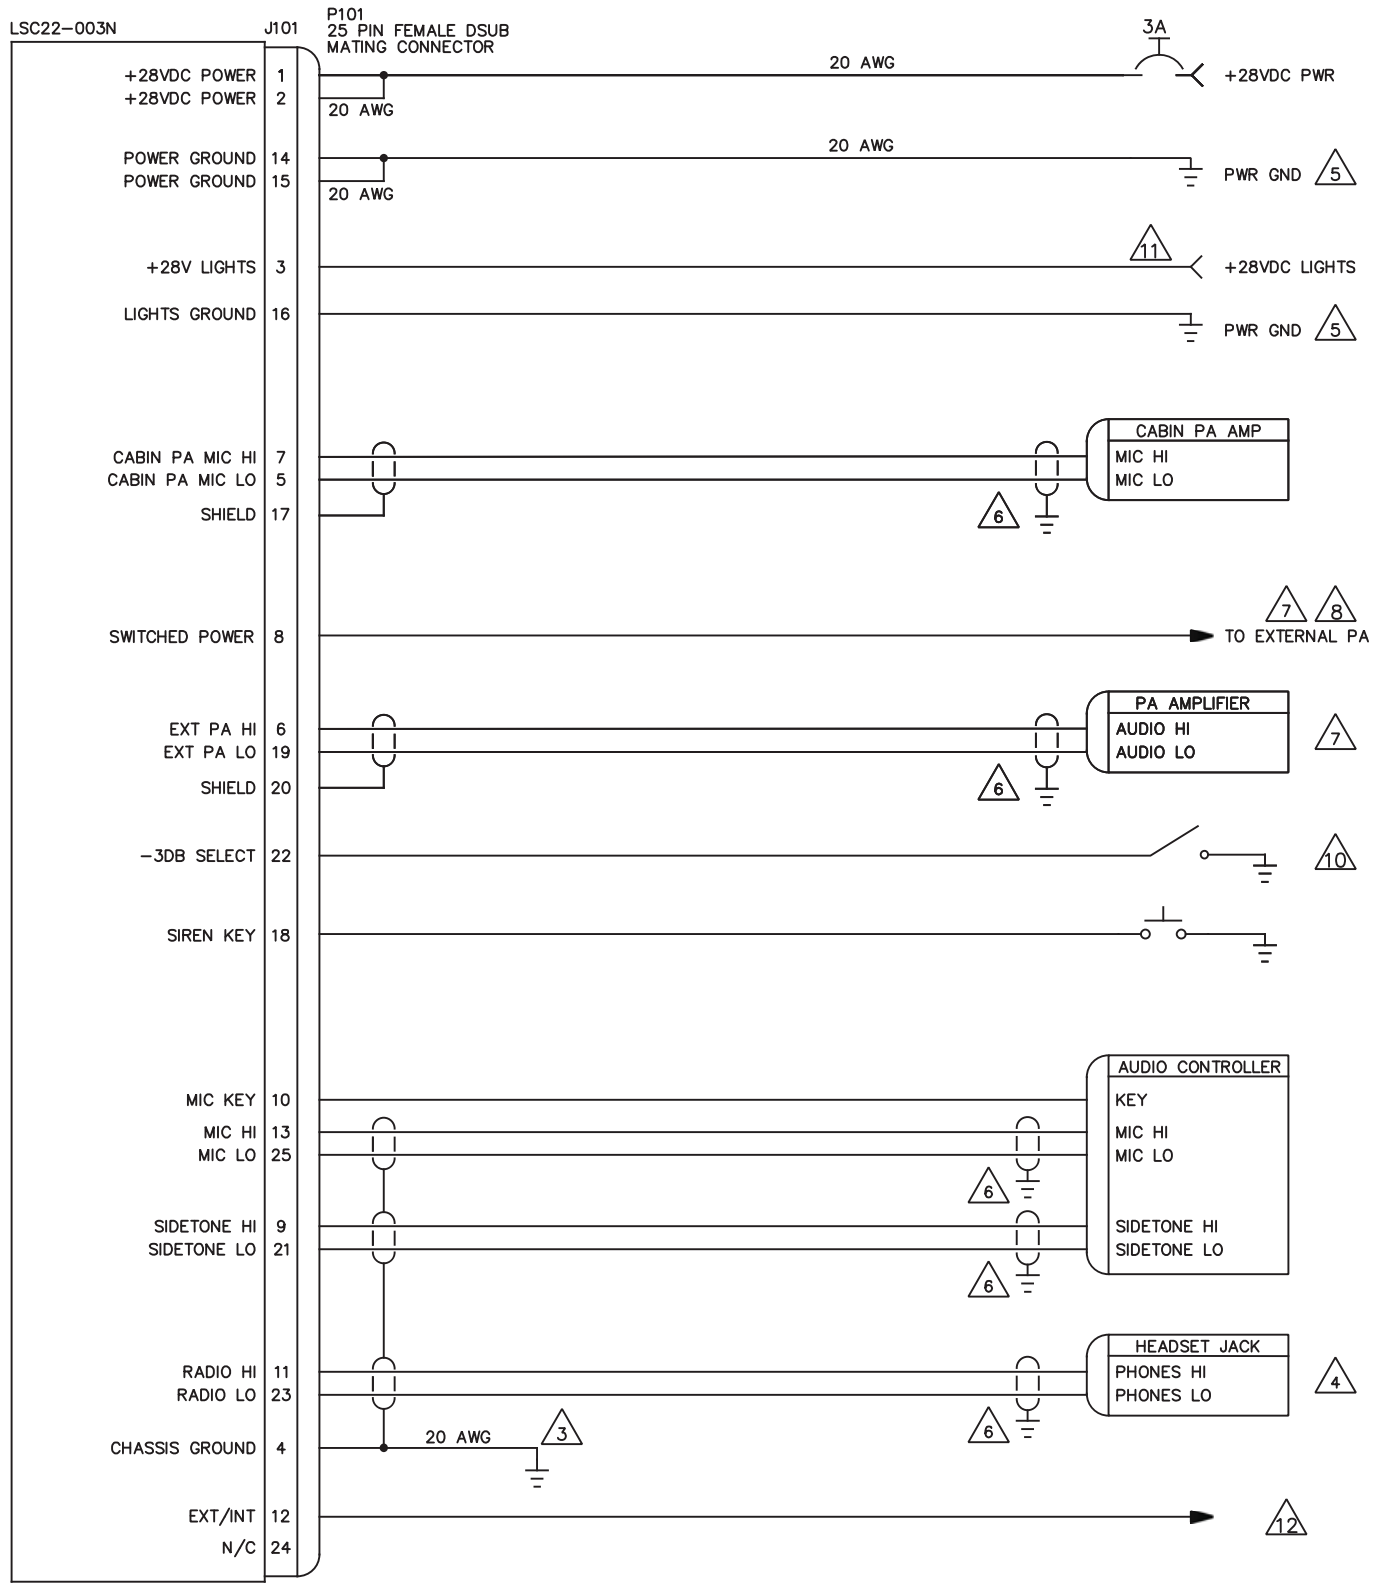 LSC22-003N
J101
P101
25 PIN FEMALE DSUB
MATING CONNECTOR
3A
+28VDC POWER 1 20 AWG +28VDC PWR
+28VDC POWER 2
20 AWG
POWER GROUND 14 20 AWG
POWER GROUND 15 PWR GND 5
20 AWG
11
+28V LIGHTS 3 +28VDC LIGHTS
LIGHTS GROUND 16
PWR GND 5
CABIN PA AMP
CABIN PA MIC HI 7 MIC HI
CABIN PA MIC LO 5 MIC LO
SHIELD 17 6
7 8
SWITCHED POWER 8 TO EXTERNAL PA
PA AMPLIFIER
EXT PA HI 6 AUDIO HI 7
EXT PA LO 19 AUDIO LO
SHIELD 20 6
-3DB SELECT 22 10
SIREN KEY 18
AUDIO CONTROLLER
MIC KEY 10 KEY
MIC HI 13 MIC HI
MIC LO 25 MIC LO
6
SIDETONE HI 9 SIDETONE HI
SIDETONE LO 21 SIDETONE LO
6
HEADSET JACK
RADIO HI 11 PHONES HI 4
RADIO LO 23 PHONES LO
6
CHASSIS GROUND 4 20 AWG 3
EXT/INT 12 12
N/C 24